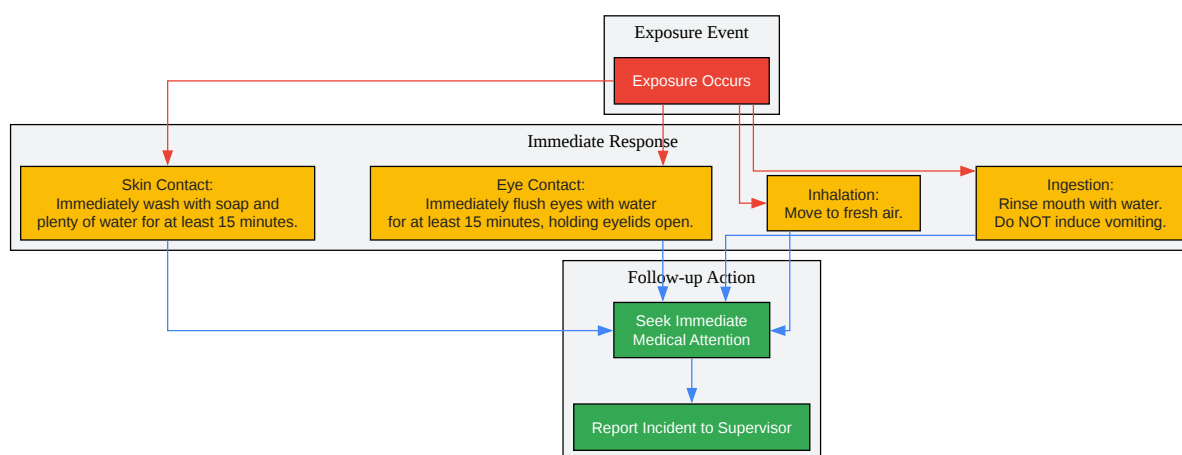 Exposure Event
Exposure Occurs
Immediate Response
Skin Contact:
Immediately wash with soap and
plenty of water for at least 15 minutes.
Eye Contact:
Immediately flush eyes with water
for at least 15 minutes, holding eyelids open.
Inhalation:
Move to fresh air.
Ingestion:
Rinse mouth with water.
Do NOT induce vomiting.
Follow-up Action
Seek Immediate
Medical Attention
Report Incident to Supervisor